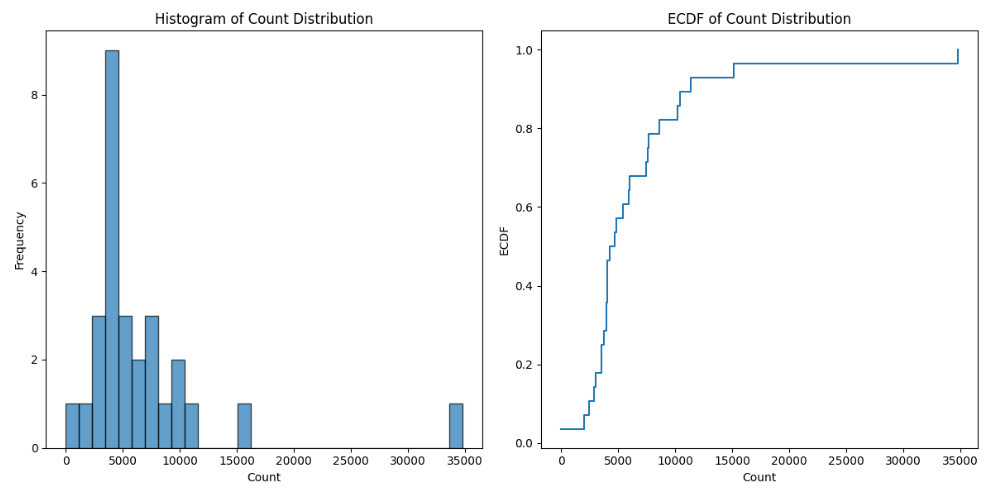 Histogram of Count Distribution
Frequency
8
6
4
2
0
0 5000 10000 15000 20000 25000 30000 35000
Count
ECDF of Count Distribution
ECDF
1.0
0.8
0.6
0.4
0.2
0.0
0 5000 10000 15000 20000 25000 30000 35000
Count